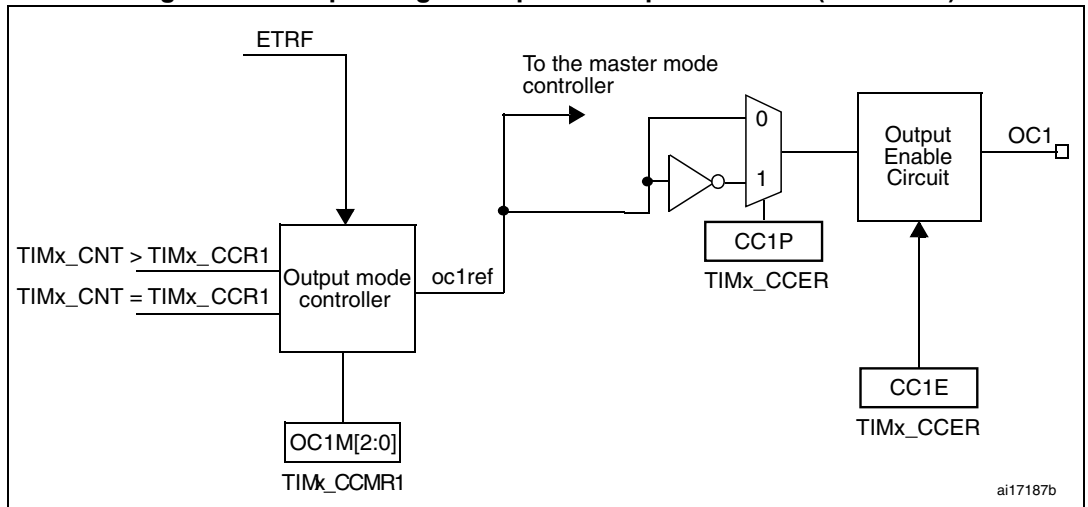 ETRF
To the master mode
controller
0
1
Output
Enable
Circuit
OC1
CC1P
TIMx_CCER
TIMx_CNT > TIMx_CCR1
TIMx_CNT = TIMx_CCR1
Output mode
controller
oc1ref
CC1E
TIMx_CCER
OC1M[2:0]
TIMx_CCMR1
ai17187b